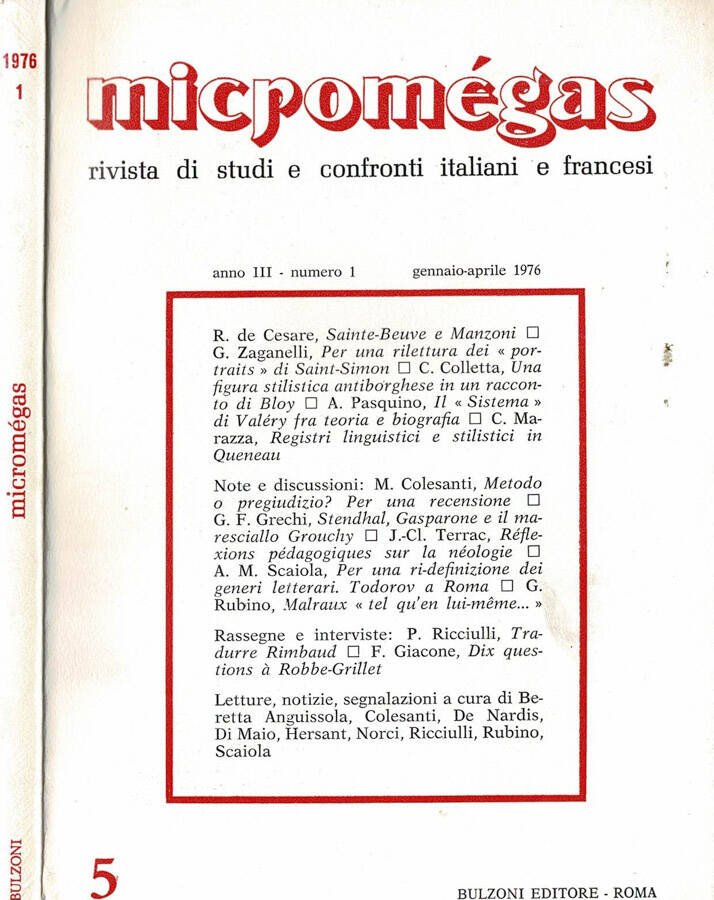 1976
1
micromégas
BULZONI
micromégas
rivista di studi e confronti italiani e francesi
anno III - numero 1 gennaio-aprile 1976
R. de Cesare, Sainte-Beuve e Manzoni □
G. Zaganelli, Per una rilettura dei « por-
traits » di Saint-Simon □ C. Colletta, Una
figura stilistica antiborghese in un raccon-
to di Bloy □ A. Pasquino, Il « Sistema »
di Valéry fra teoria e biografia □ C. Ma-
razza, Registri linguistici e stilistici in
Queneau
Note e discussioni: M. Colesanti, Metodo
o pregiudizio? Per una recensione □
G. F. Grechi, Stendhal, Gasparone e il ma-
resciallo Grouchy □ J.-Cl. Terrac, Réfle-
xions pédagogiques sur la néologie □
A. M. Scaiola, Per una ri-definizione dei
generi letterari. Todorov a Roma □ G.
Rubino, Malraux « tel qu'en lui-même... »
Rassegne e interviste: P. Ricciulli, Tra-
durre Rimbaud □ F. Giacone, Dix ques-
tions à Robbe-Grillet
Letture, notizie, segnalazioni a cura di Be-
retta Anguissola, Colesanti, De Nardis,
Di Maio, Hersant, Norci, Ricciulli, Rubino,
Scaiola
5
BULZONI EDITORE - ROMA